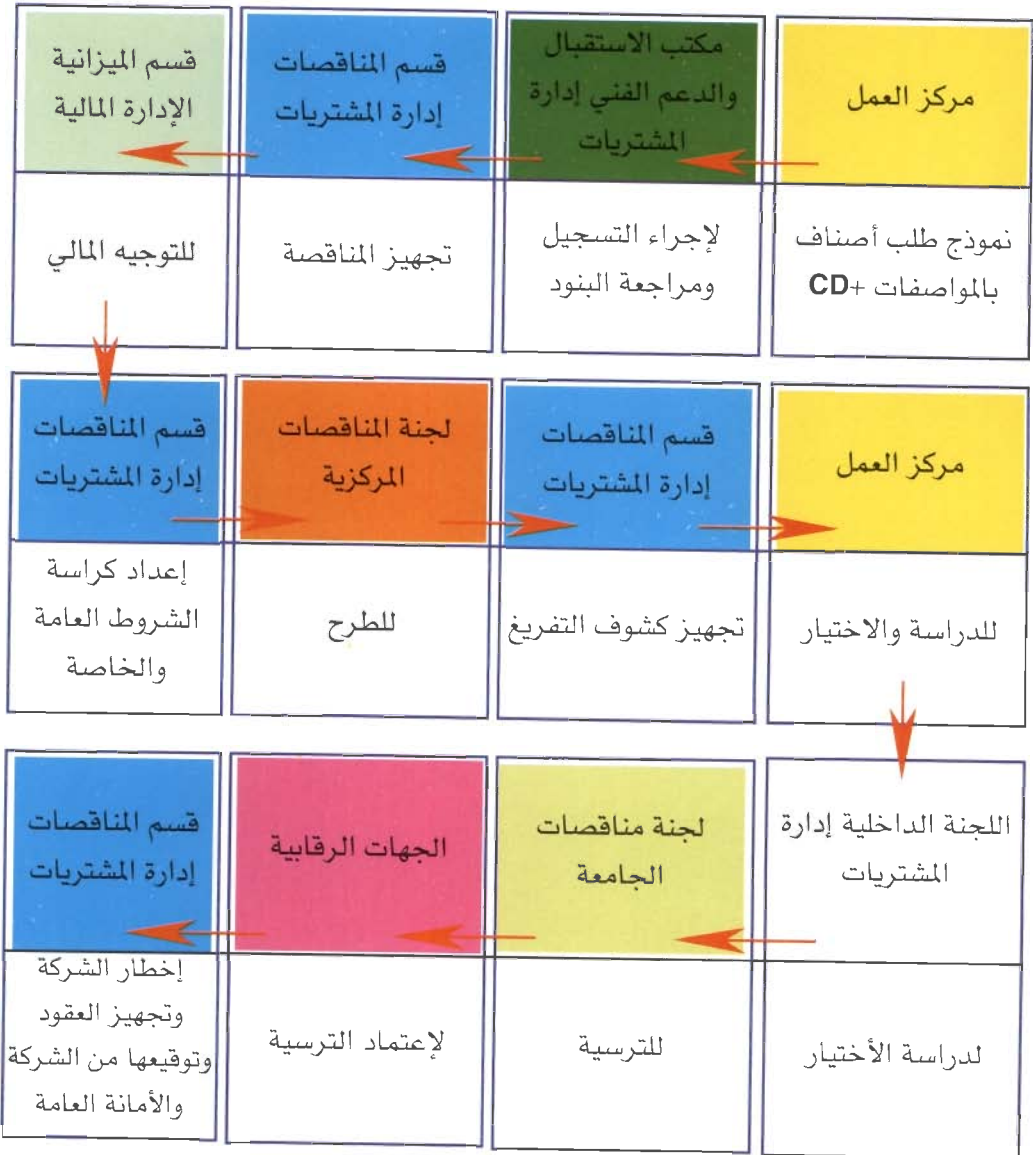 مركز العمل
نموذج طلب أصناف
بالمواصفات +CD
مكتب الاستقبال
والدعم الفني إدارة
المشتريات
لإجراء التسجيل
ومراجعة البنود
قسم المناقصات
إدارة المشتريات
تجهيز المناقصة
قسم الميزانية
الإدارة المالية
للتوجيه المالي
قسم المناقصات
إدارة المشتريات
إعداد كراسة
الشروط العامة
والخاصة
لجنة المناقصات
المركزية
للطرح
قسم المناقصات
إدارة المشتريات
تجهيز كشوف التفريغ
مركز العمل
للدراسة والاختيار
اللجنة الداخلية إدارة
المشتريات
لدراسة الأختيار
لجنة مناقصات
الجامعة
للترسية
الجهات الرقابية
لإعتماد الترسية
قسم المناقصات
إدارة المشتريات
إخطار الشركة
وتجهيز العقود
وتوقيعها من الشركة
والأمانة العامة